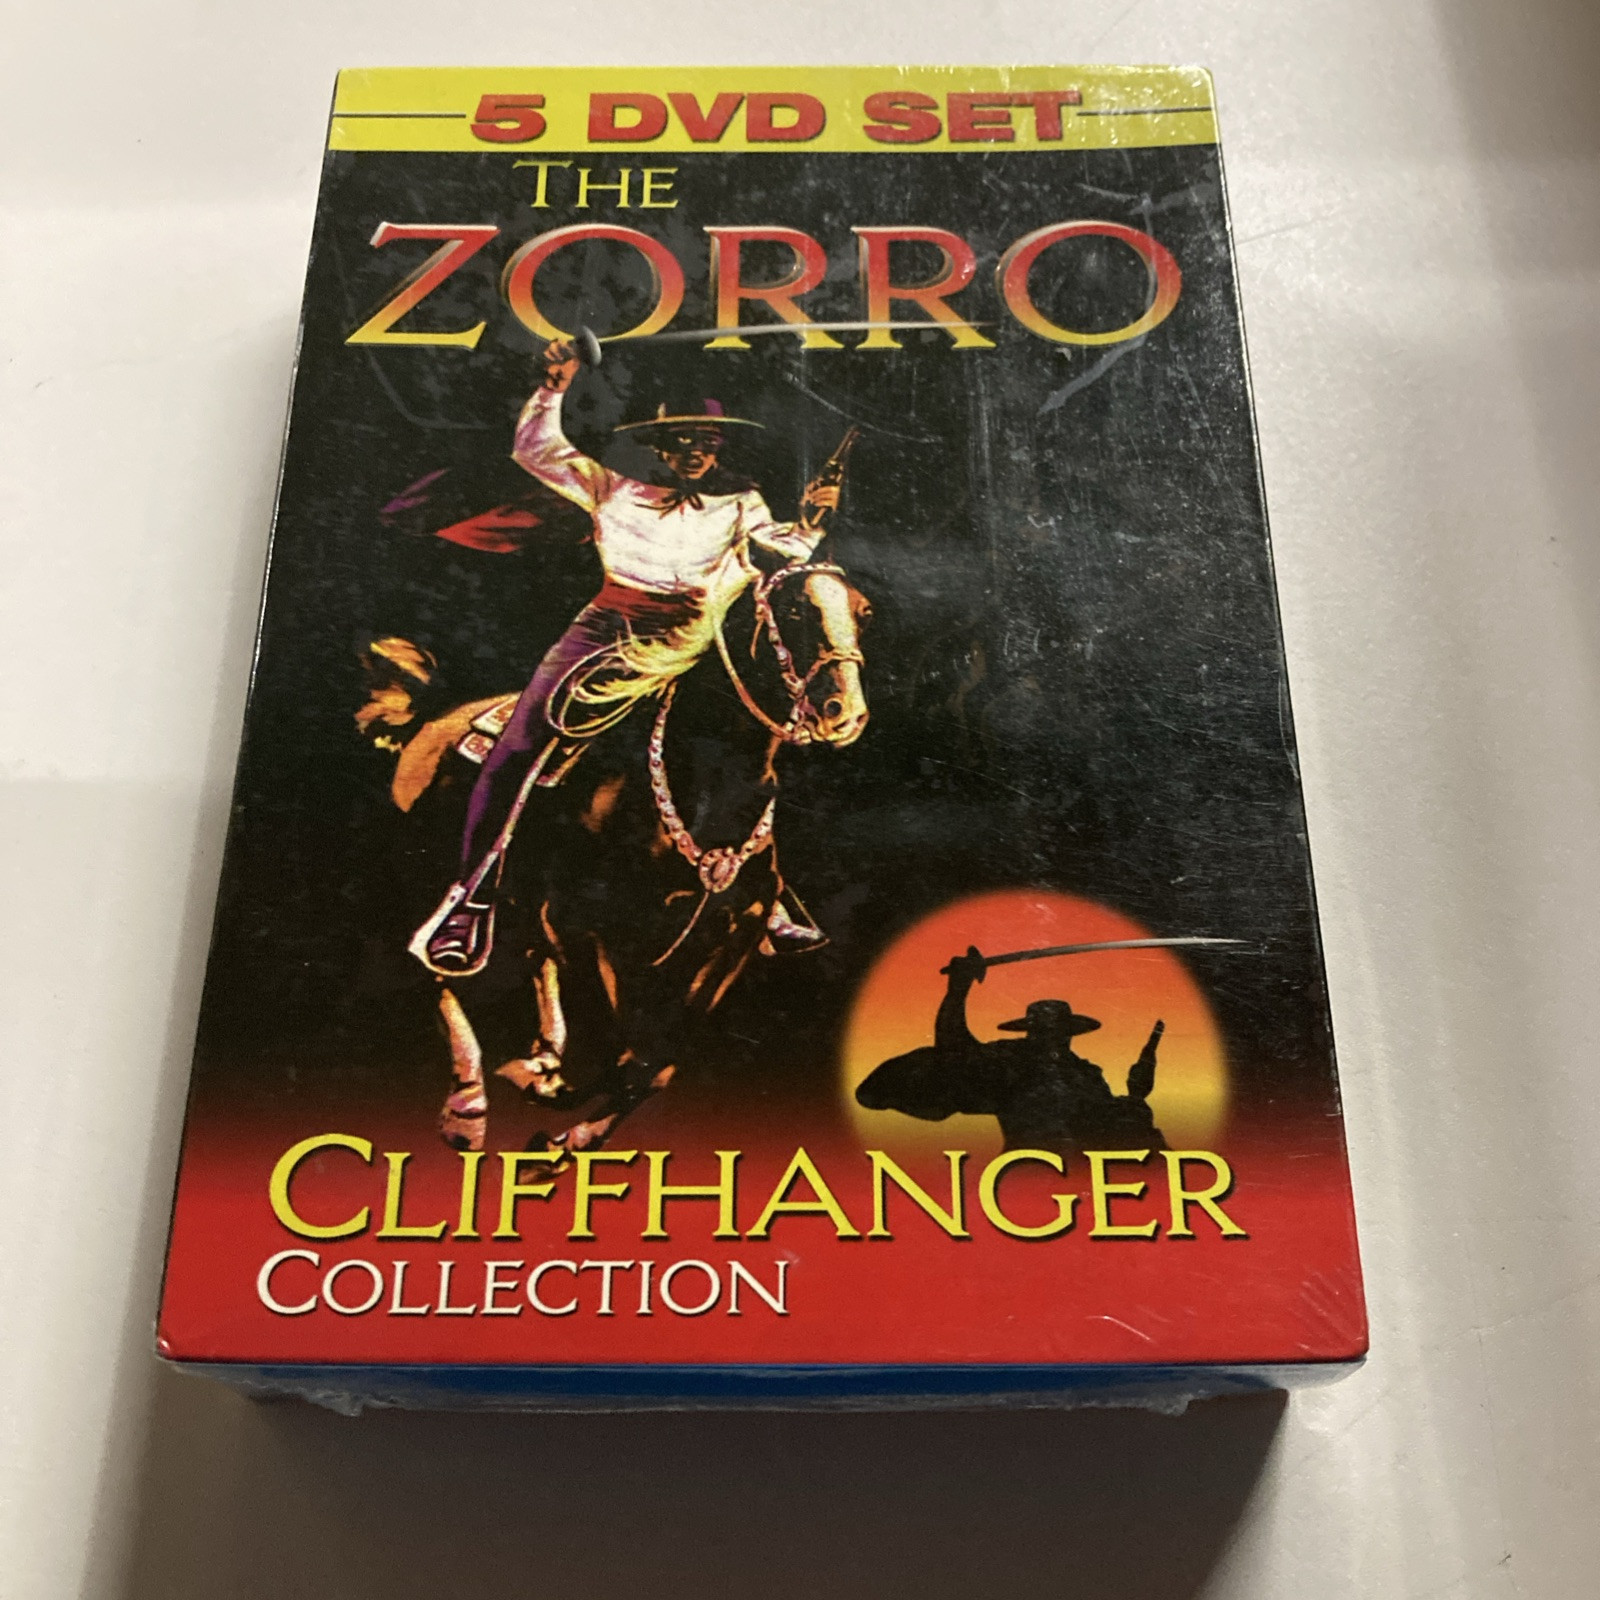 5 DVD SET
THE
ZORRO
CLIFFHANGER
COLLECTION